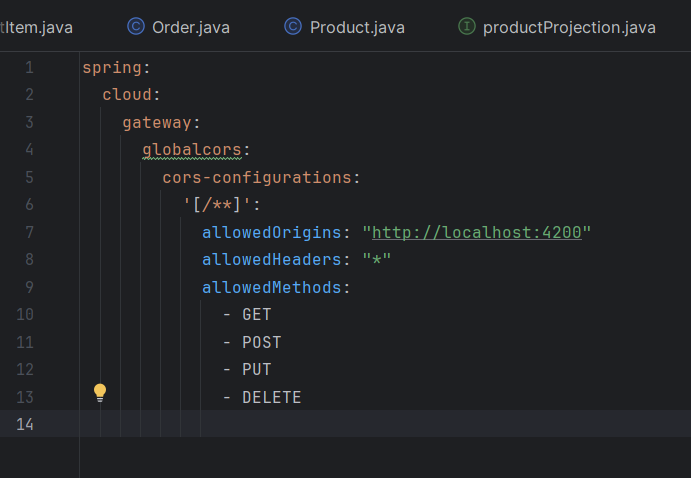 tItem.java Order.java Product.java productProjection.java
1 spring:
2 cloud:
3 gateway:
4 globalcors:
5 cors-configurations:
6 '[/**]':
7 allowedOrigins: "http://localhost:4200"
8 allowedHeaders: "*"
9 allowedMethods:
10 - GET
11 - POST
12 - PUT
13 - DELETE
14